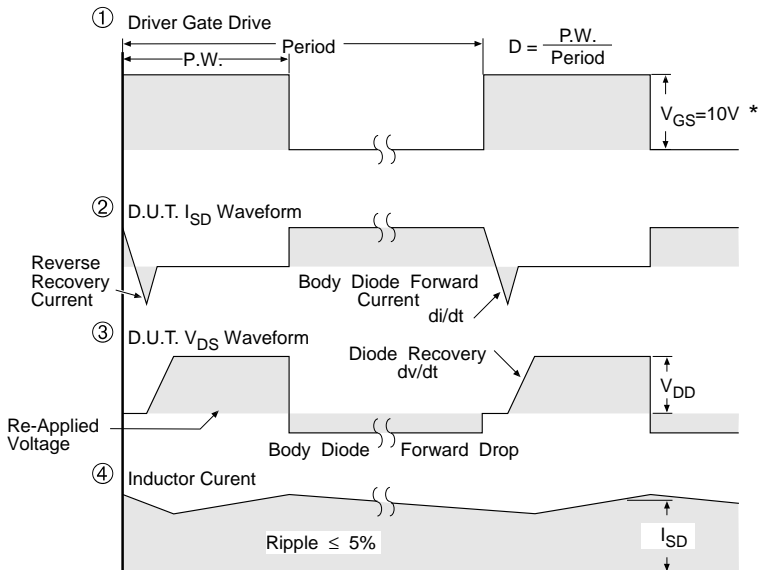 ① Driver Gate Drive
Period
P.W.
D = P.W. / Period
V_GS=10V *
② D.U.T. I_SD Waveform
Reverse
Recovery
Current
Body Diode Forward
Current
di/dt
③ D.U.T. V_DS Waveform
Diode Recovery
dv/dt
V_DD
Re-Applied
Voltage
Body Diode Forward Drop
④ Inductor Curent
Ripple ≤ 5%
I_SD